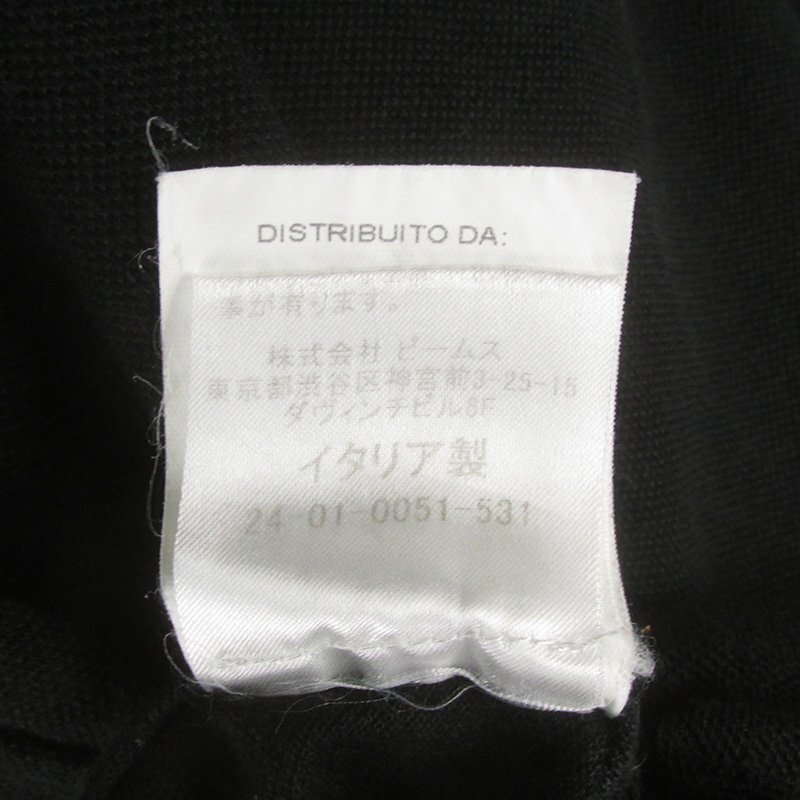 DISTRIBUITO DA:
事が有ります。
株式会社 ビームス
東京都渋谷区神宮前3-25-15
ダヴィンチビル6F
イタリア製
24-01-0051-531